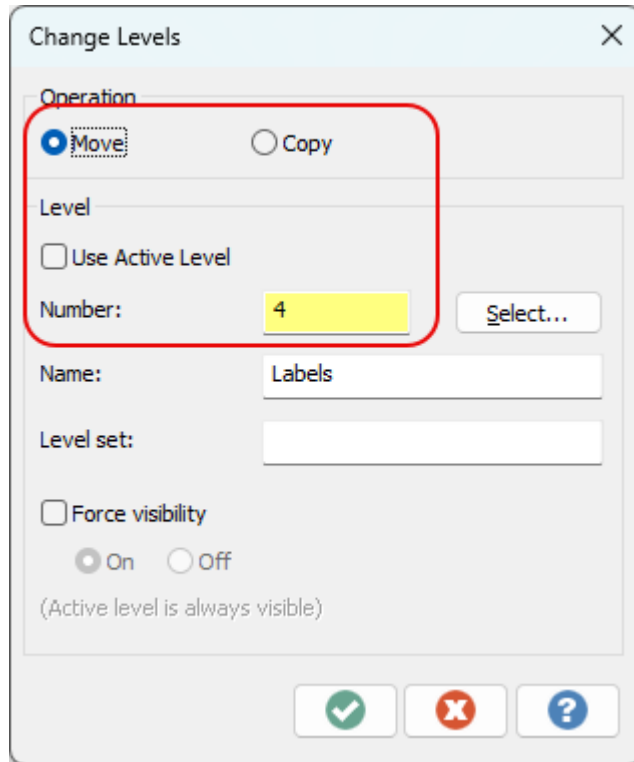 Change Levels
Operation
Move Copy
Level
Use Active Level
Number: 4 Select...
Name: Labels
Level set:
Force visibility
On Off
(Active level is always visible)
?